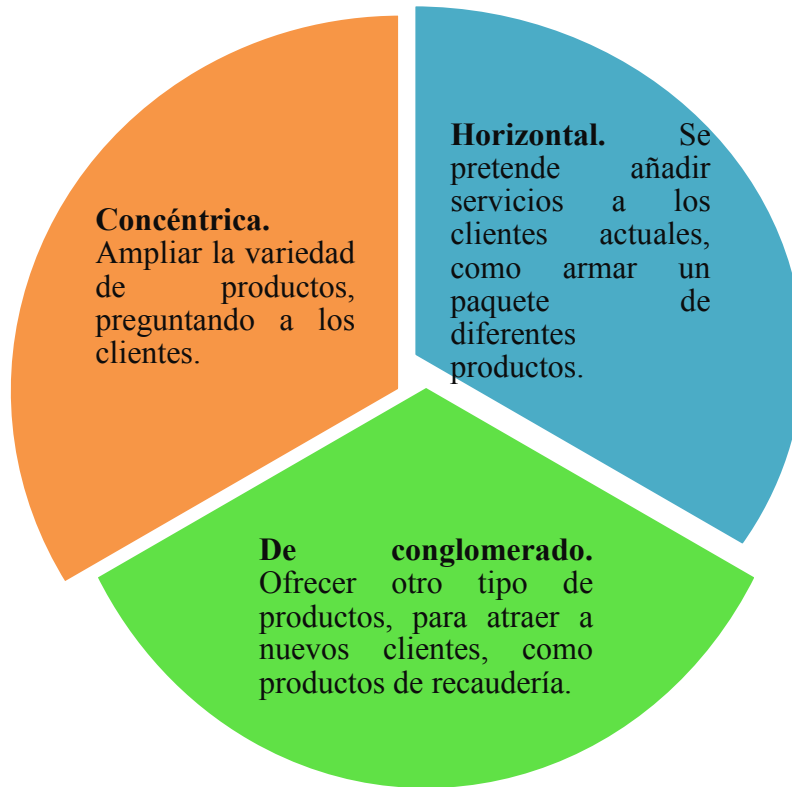 Concéntrica.
Ampliar la variedad
de productos,
preguntando a los
clientes.
Horizontal. Se
pretende añadir
servicios a los
clientes actuales,
como armar un
paquete de
diferentes
productos.
De conglomerado.
Ofrecer otro tipo de
productos, para atraer a
nuevos clientes, como
productos de recaudería.